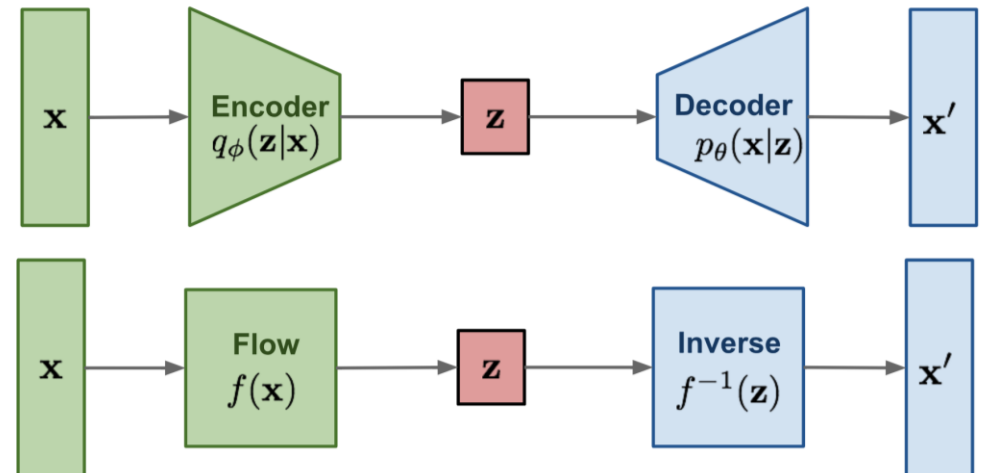 x
Encoder
qϕ(z|x)
z
Decoder
pθ(x|z)
x′
x
Flow
f(x)
z
Inverse
f⁻¹(z)
x′